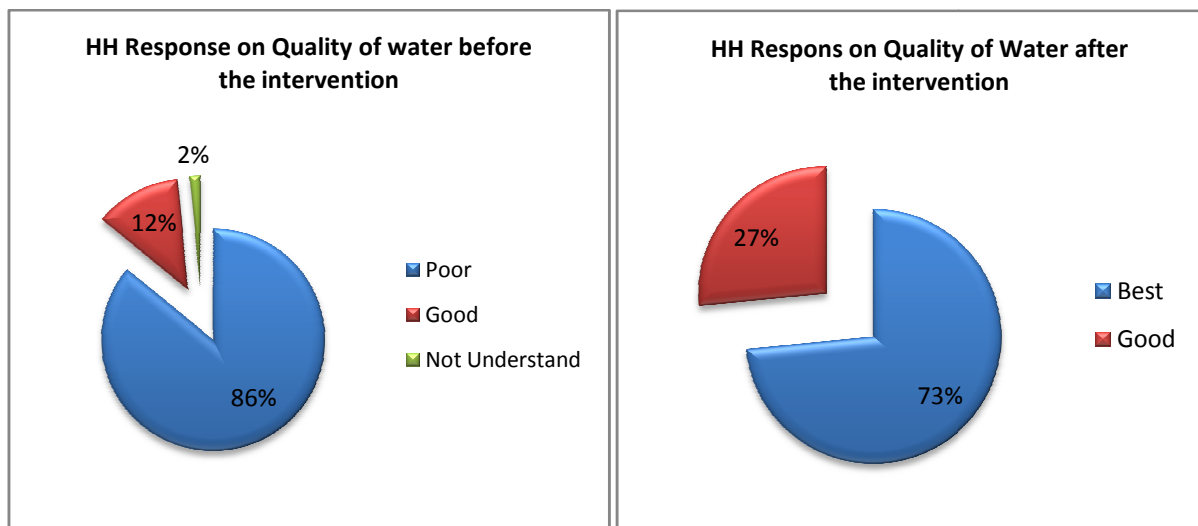 HH Response on Quality of water before
the intervention
2%
12%
86%
Poor
Good
Not Understand
HH Respons on Quality of Water after
the intervention
27%
73%
Best
Good